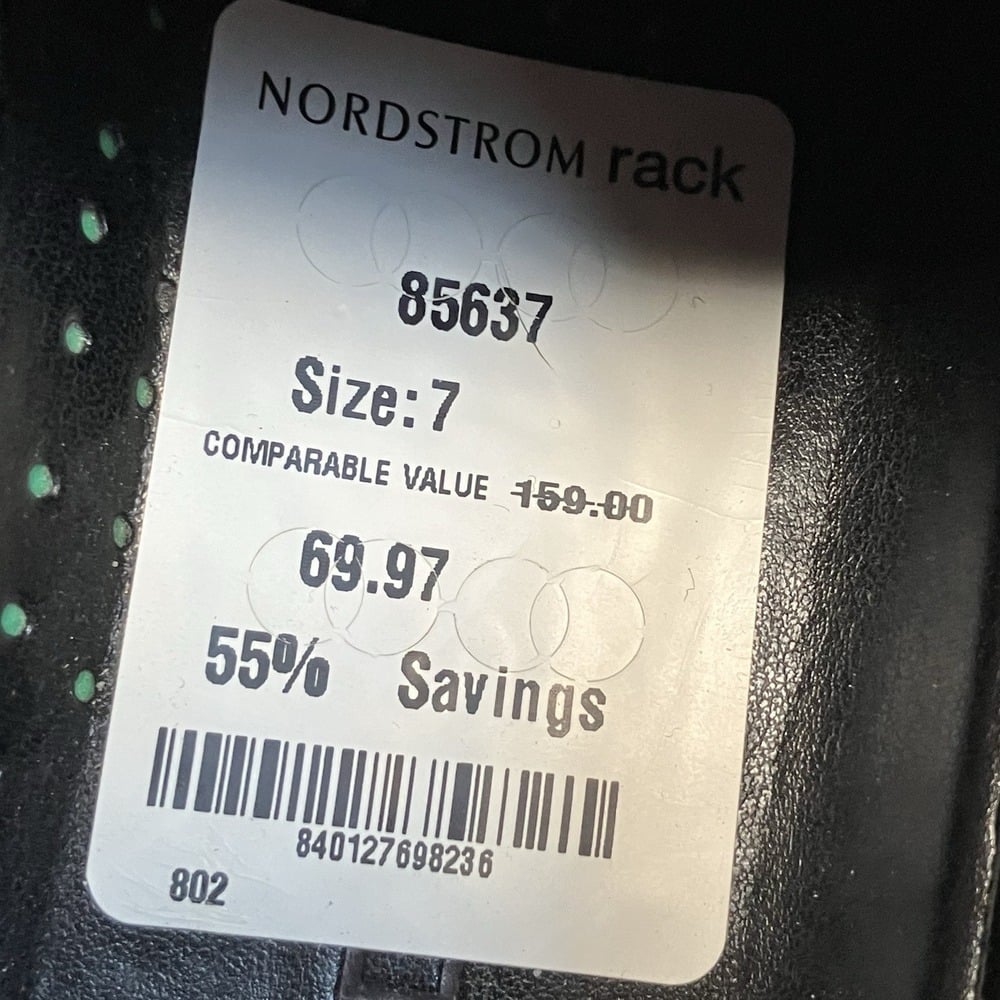 NORDSTROM rack
85637
Size:7
COMPARABLE VALUE 159.00
69.97
55% Savings
840127698236
802